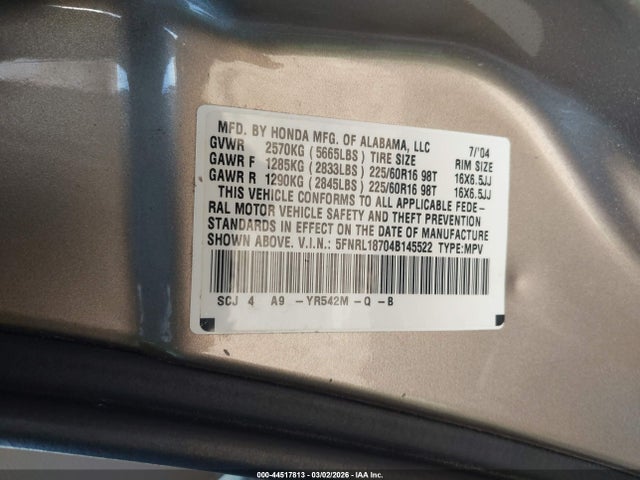 MFD. BY HONDA MFG. OF ALABAMA, LLC 7/'04
GVWR 2570KG (5665LBS) TIRE SIZE RIM SIZE
GAWR F 1285KG (2833LBS) 225/60R16 98T 16X6.5JJ
GAWR R 1290KG (2845LBS) 225/60R16 98T 16X6.5JJ
THIS VEHICLE CONFORMS TO ALL APPLICABLE FEDE-
RAL MOTOR VEHICLE SAFETY AND THEFT PREVENTION
STANDARDS IN EFFECT ON THE DATE OF MANUFACTURE
SHOWN ABOVE. V.I.N.: 5FNRL18704B145522 TYPE:MPV
SCJ 4 A9 -YR542M -Q -B
000-44517813 - 03/02/2026 - IAA Inc.